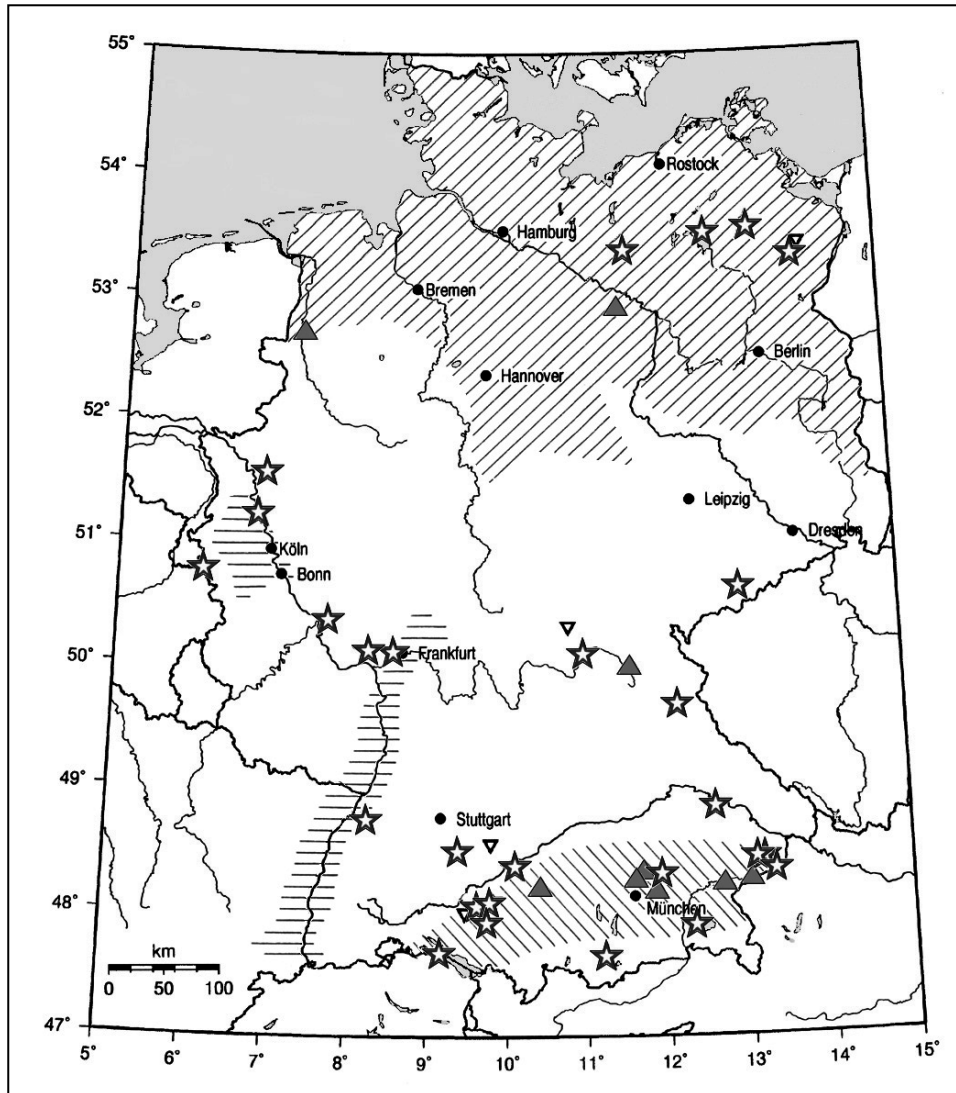 55°
54°
Rostock
Hamburg
53°
Bremen
Berlin
Hannover
52°
Leipzig
51°
Dresden
Köln
Bonn
50°
Frankfurt
49°
Stuttgart
48°
München
km
0 50 100
47°
5° 6° 7° 8° 9° 10° 11° 12° 13° 14° 15°